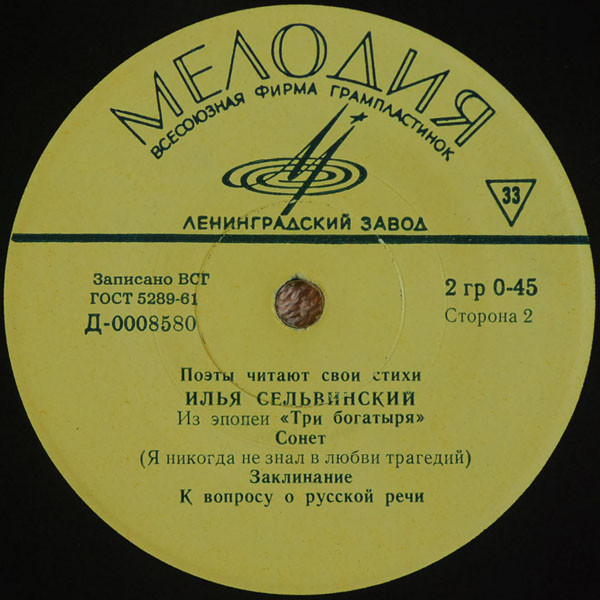 МЕЛОДИЯ
ВСЕСОЮЗНАЯ ФИРМА ГРАМПЛАСТИНОК
33
ЛЕНИНГРАДСКИЙ ЗАВОД
Записано ВСГ
ГОСТ 5289-61
Д-0008580
2 гр 0-45
Сторона 2
Поэты читают свои стихи
ИЛЬЯ СЕЛЬВИНСКИЙ
Из эпопеи «Три богатыря»
Сонет
(Я никогда не знал в любви трагедий)
Заклинание
К вопросу о русской речи